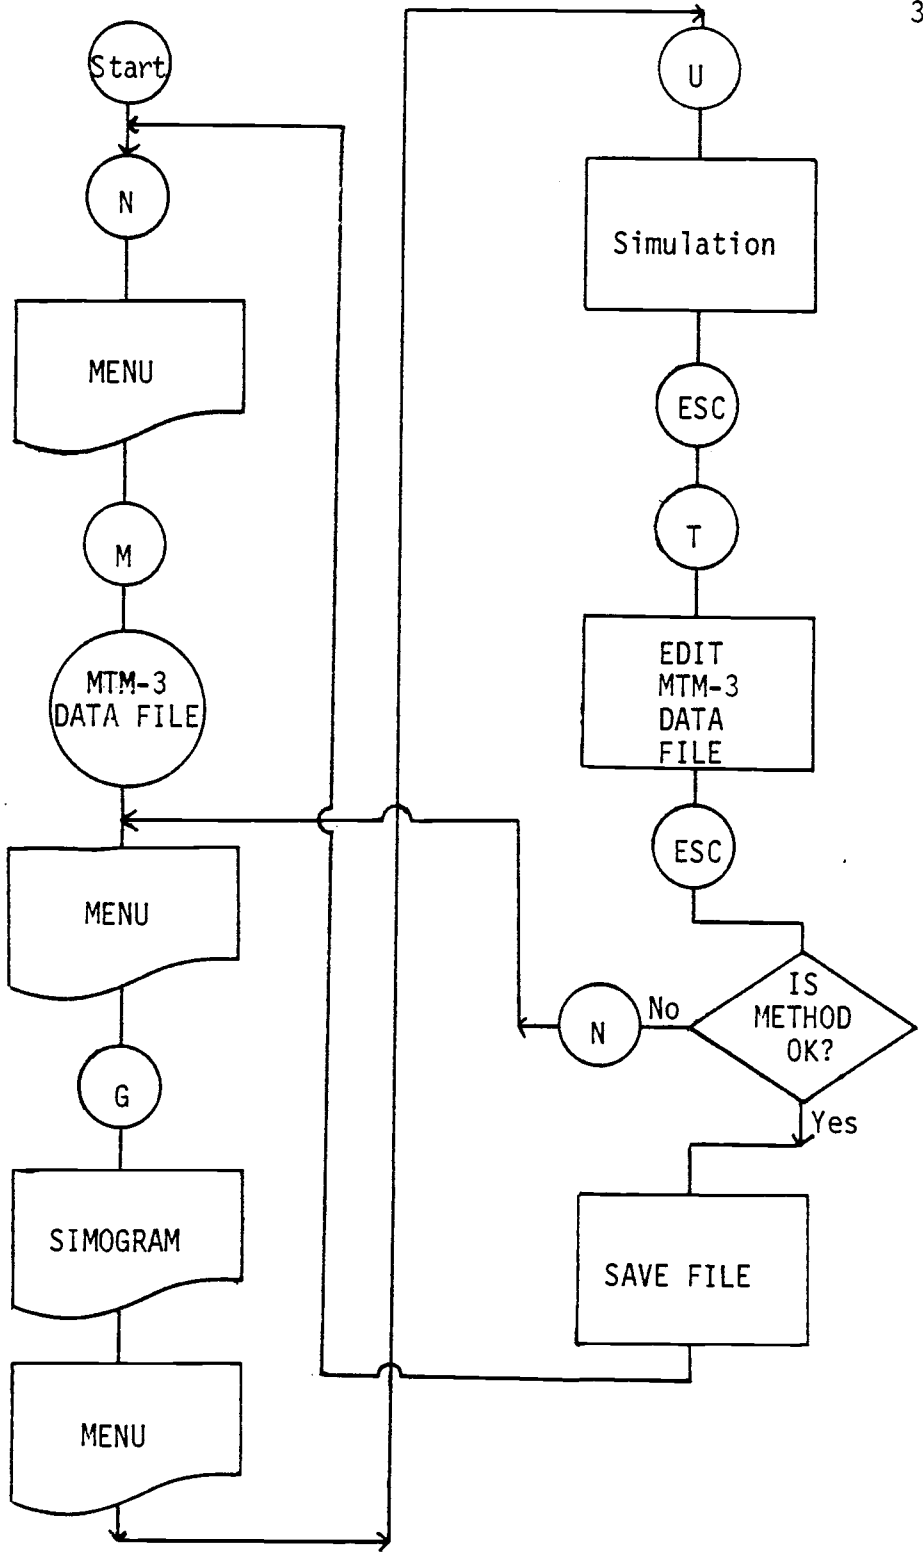 3
Start
N
MENU
M
MTM-3
DATA FILE
MENU
G
SIMOGRAM
MENU
U
Simulation
ESC
T
EDIT
MTM-3
DATA
FILE
ESC
IS
METHOD
OK?
No
N
Yes
SAVE FILE